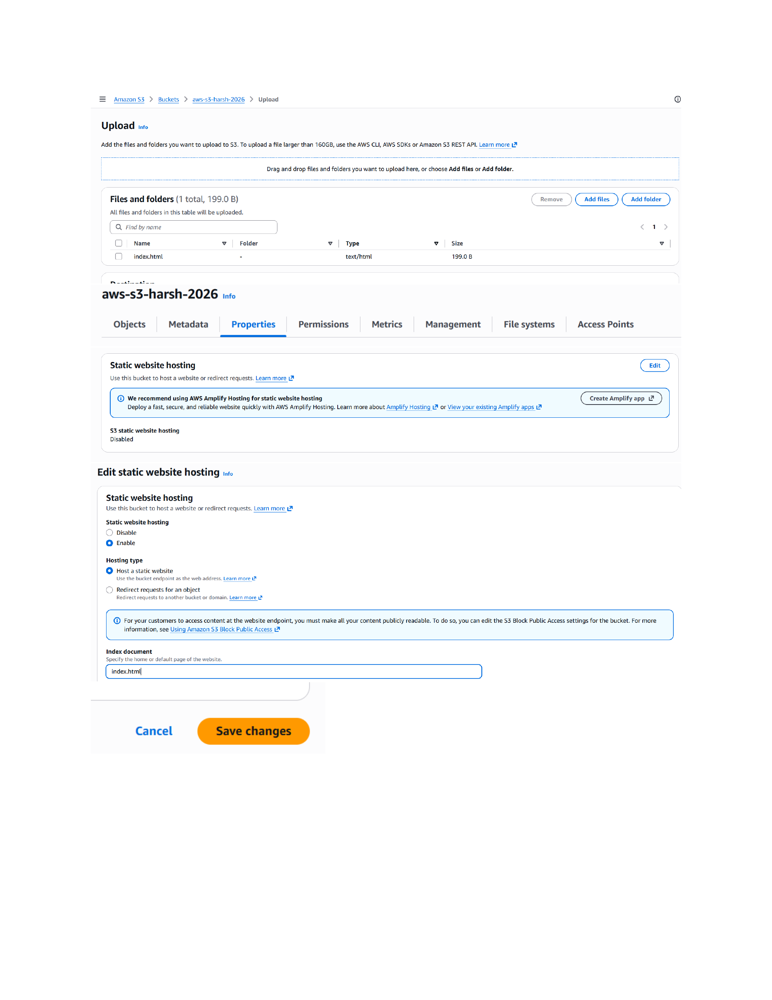 Amazon S3 > Buckets > aws-s3-harsh-2026 > Upload
Upload Info
Add the files and folders you want to upload to S3. To upload a file larger than 160GB, use the AWS CLI, AWS SDKs or Amazon S3 REST API. Learn more
Drag and drop files and folders you want to upload here, or choose Add files or Add folder.
Files and folders (1 total, 199.0 B)
Remove Add files Add folder
All files and folders in this table will be uploaded.
Find by name
1
Name Folder Type Size
index.html - text/html 199.0 B
Destination
aws-s3-harsh-2026 Info
Objects Metadata Properties Permissions Metrics Management File systems Access Points
Static website hosting
Edit
Use this bucket to host a website or redirect requests. Learn more
We recommend using AWS Amplify Hosting for static website hosting
Create Amplify app
Deploy a fast, secure, and reliable website quickly with AWS Amplify Hosting. Learn more about Amplify Hosting or View your existing Amplify apps
S3 static website hosting
Disabled
Edit static website hosting Info
Static website hosting
Use this bucket to host a website or redirect requests. Learn more
Static website hosting
Disable
Enable
Hosting type
Host a static website
Use the bucket endpoint as the web address. Learn more
Redirect requests for an object
Redirect requests to another bucket or domain. Learn more
For your customers to access content at the website endpoint, you must make all your content publicly readable. To do so, you can edit the S3 Block Public Access settings for the bucket. For more
information, see Using Amazon S3 Block Public Access
Index document
Specify the home or default page of the website.
index.html
Cancel Save changes